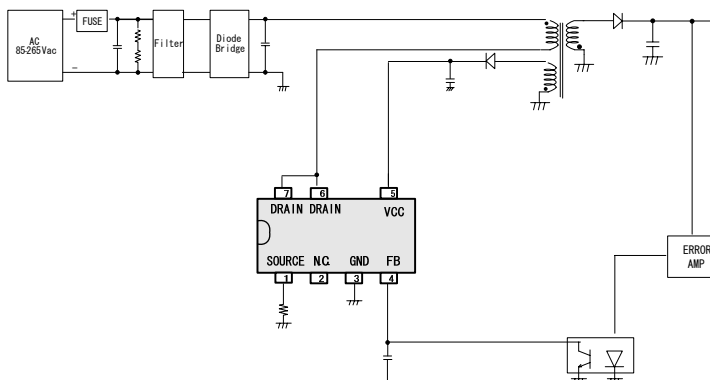 AC
85-265Vac
+
-
FUSE
Filter
Diode
Bridge
7 6 5
DRAIN DRAIN VCC
SOURCE N.C. GND FB
1 2 3 4
ERROR
AMP